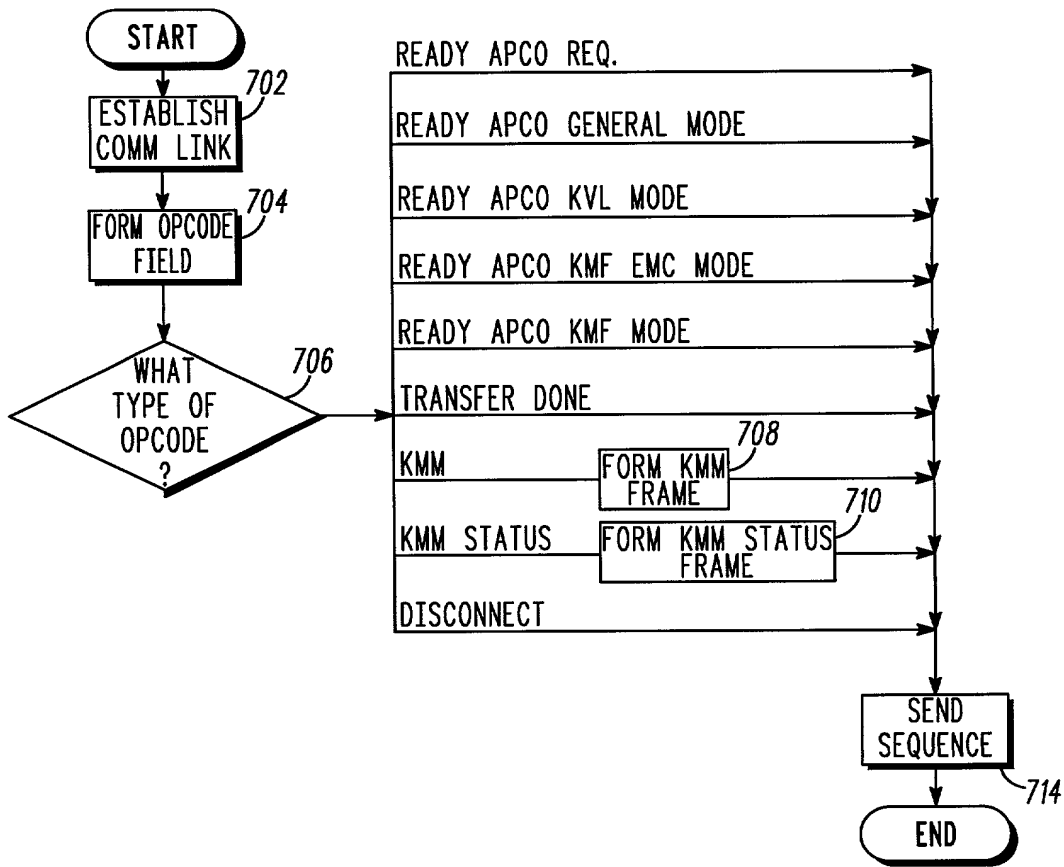 START
702
ESTABLISH
COMM LINK
704
FORM OPCODE
FIELD
706
WHAT
TYPE OF
OPCODE
?
READY APCO REQ.
READY APCO GENERAL MODE
READY APCO KVL MODE
READY APCO KMF EMC MODE
READY APCO KMF MODE
TRANSFER DONE
KMM
708
FORM KMM
FRAME
KMM STATUS
710
FORM KMM STATUS
FRAME
DISCONNECT
SEND
SEQUENCE
714
END